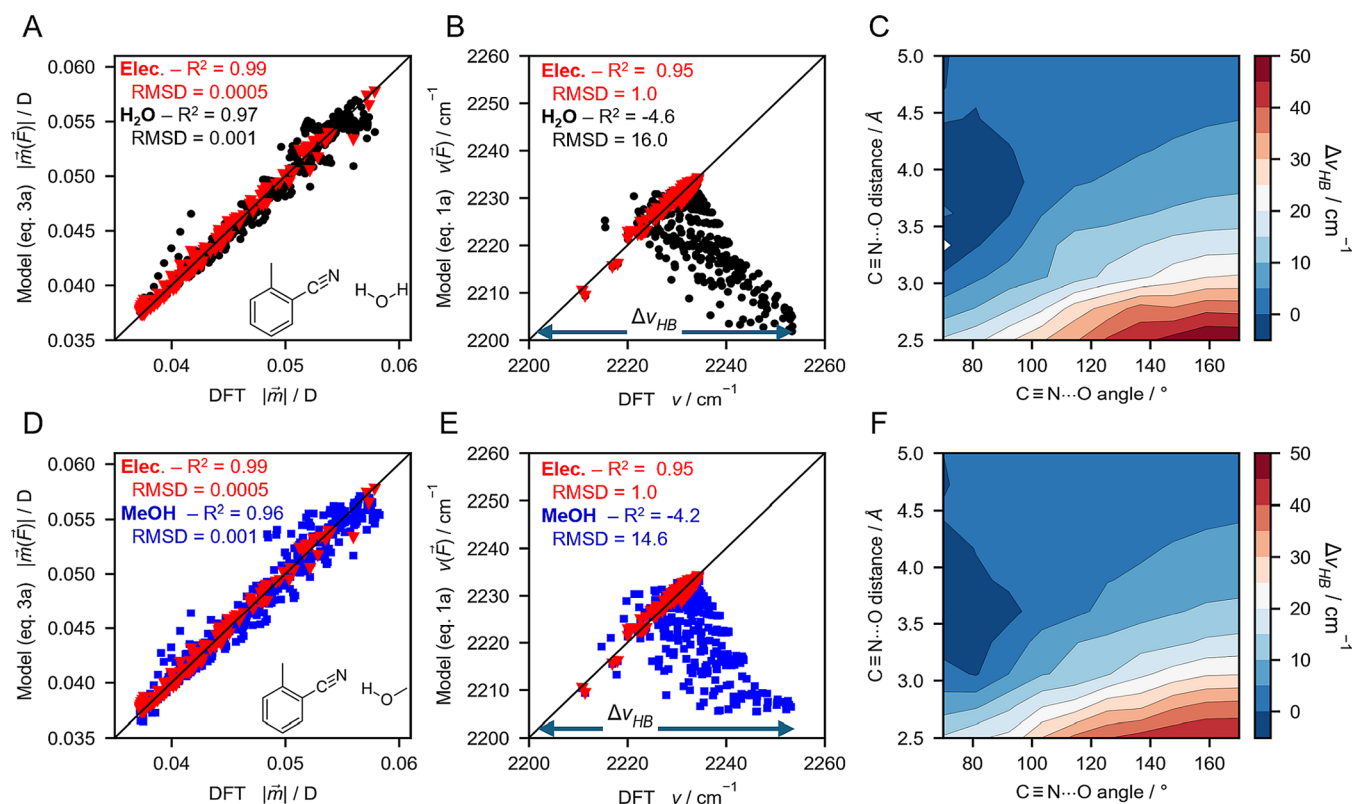 A
Elec. – R² = 0.99
RMSD = 0.0005
H₂O – R² = 0.97
RMSD = 0.001
0.060
0.055
0.050
0.045
0.040
0.035
Model (eq. 3a) |m⃗(F⃗)| / D
C≡N
H O H
0.04 0.05 0.06
DFT |m⃗| / D
B
Elec. – R² = 0.95
RMSD = 1.0
H₂O – R² = -4.6
RMSD = 16.0
2260
2250
2240
2230
2220
2210
2200
Model (eq. 1a) ν(F⃗) / cm⁻¹
Δν_HB
2200 2220 2240 2260
DFT ν / cm⁻¹
C
5.0
4.5
4.0
3.5
3.0
2.5
C≡N···O distance / Å
80 100 120 140 160
C≡N···O angle / °
50
40
30
20
10
0
Δν_HB / cm⁻¹
D
Elec. – R² = 0.99
RMSD = 0.0005
MeOH – R² = 0.96
RMSD = 0.001
0.060
0.055
0.050
0.045
0.040
0.035
Model (eq. 3a) |m⃗(F⃗)| / D
C≡N
H O
0.04 0.05 0.06
DFT |m⃗| / D
E
Elec. – R² = 0.95
RMSD = 1.0
MeOH – R² = -4.2
RMSD = 14.6
2260
2250
2240
2230
2220
2210
2200
Model (eq. 1a) ν(F⃗) / cm⁻¹
Δν_HB
2200 2220 2240 2260
DFT ν / cm⁻¹
F
5.0
4.5
4.0
3.5
3.0
2.5
C≡N···O distance / Å
80 100 120 140 160
C≡N···O angle / °
50
40
30
20
10
0
Δν_HB / cm⁻¹